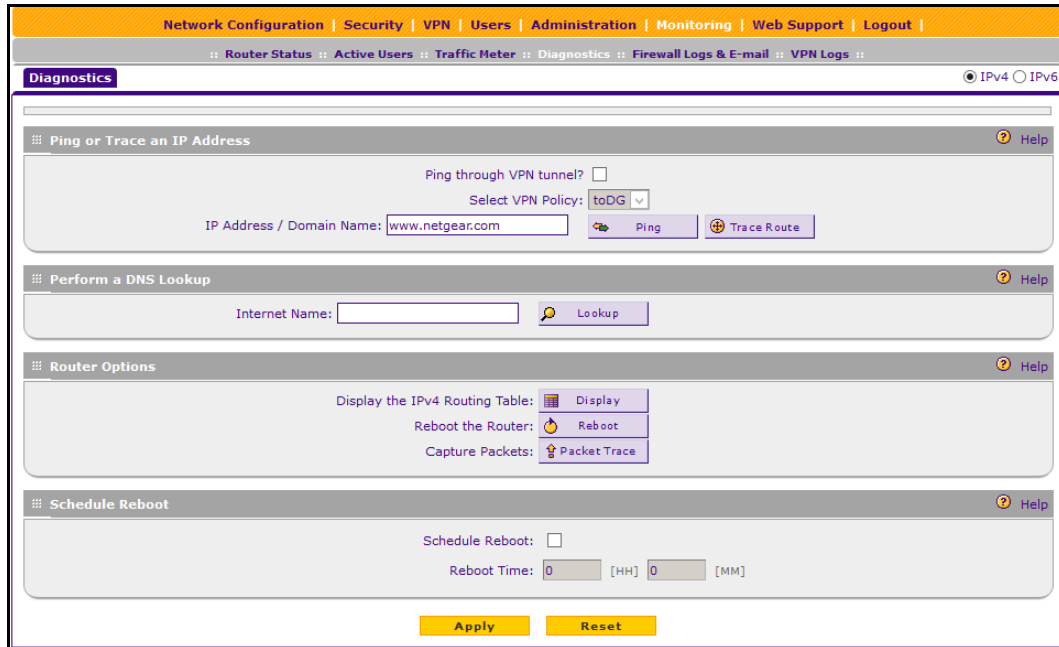 Network Configuration | Security | VPN | Users | Administration | Monitoring | Web Support | Logout |
:: Router Status :: Active Users :: Traffic Meter :: Diagnostics :: Firewall Logs & E-mail :: VPN Logs ::
Diagnostics IPv4 IPv6
Ping or Trace an IP Address Help
Ping through VPN tunnel?
Select VPN Policy: toDG
IP Address / Domain Name: www.netgear.com Ping Trace Route
Perform a DNS Lookup Help
Internet Name: Lookup
Router Options Help
Display the IPv4 Routing Table: Display
Reboot the Router: Reboot
Capture Packets: Packet Trace
Schedule Reboot Help
Schedule Reboot:
Reboot Time: 0 [HH] 0 [MM]
Apply Reset